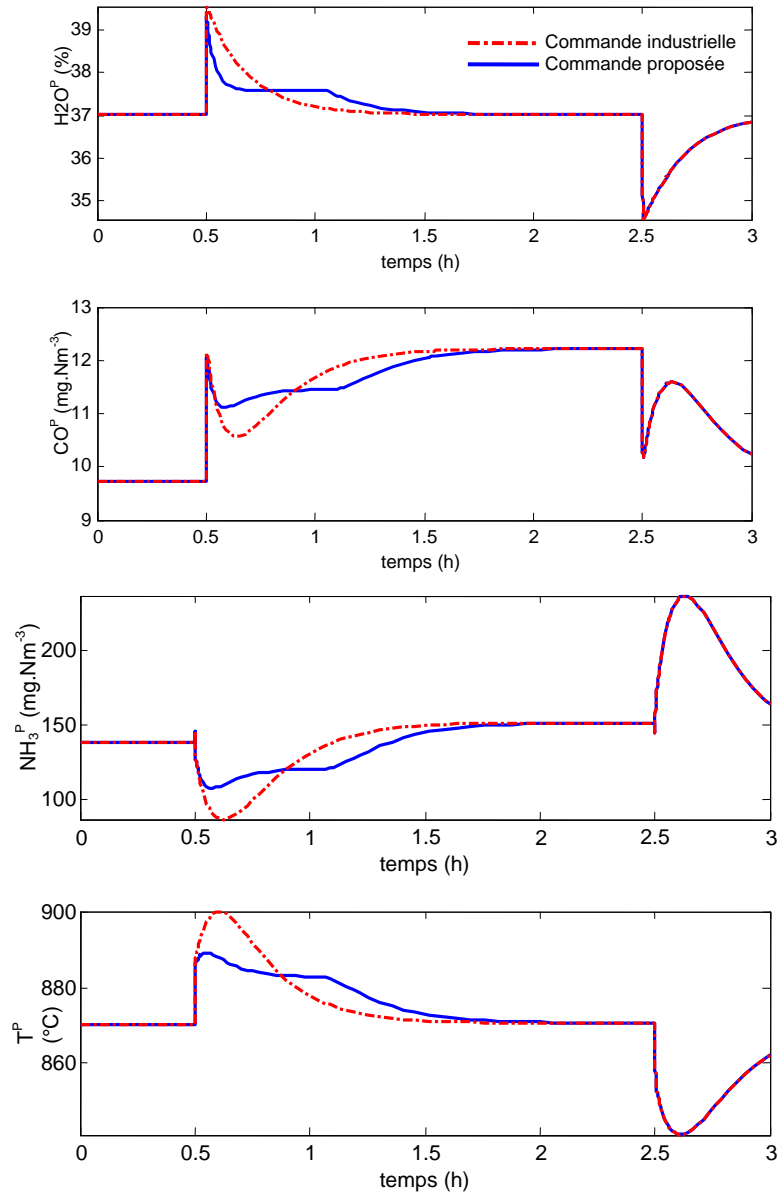 39
38
37
36
35
H2O^P (%)
Commande industrielle
Commande proposée
0 0.5 1 1.5 2 2.5 3
temps (h)
13
12
11
10
9
CO^P (mg.Nm^-3)
0 0.5 1 1.5 2 2.5 3
temps (h)
200
150
100
NH_3^P (mg.Nm^-3)
0 0.5 1 1.5 2 2.5 3
temps (h)
900
880
860
T^P
(°C)
0 0.5 1 1.5 2 2.5 3
temps (h)